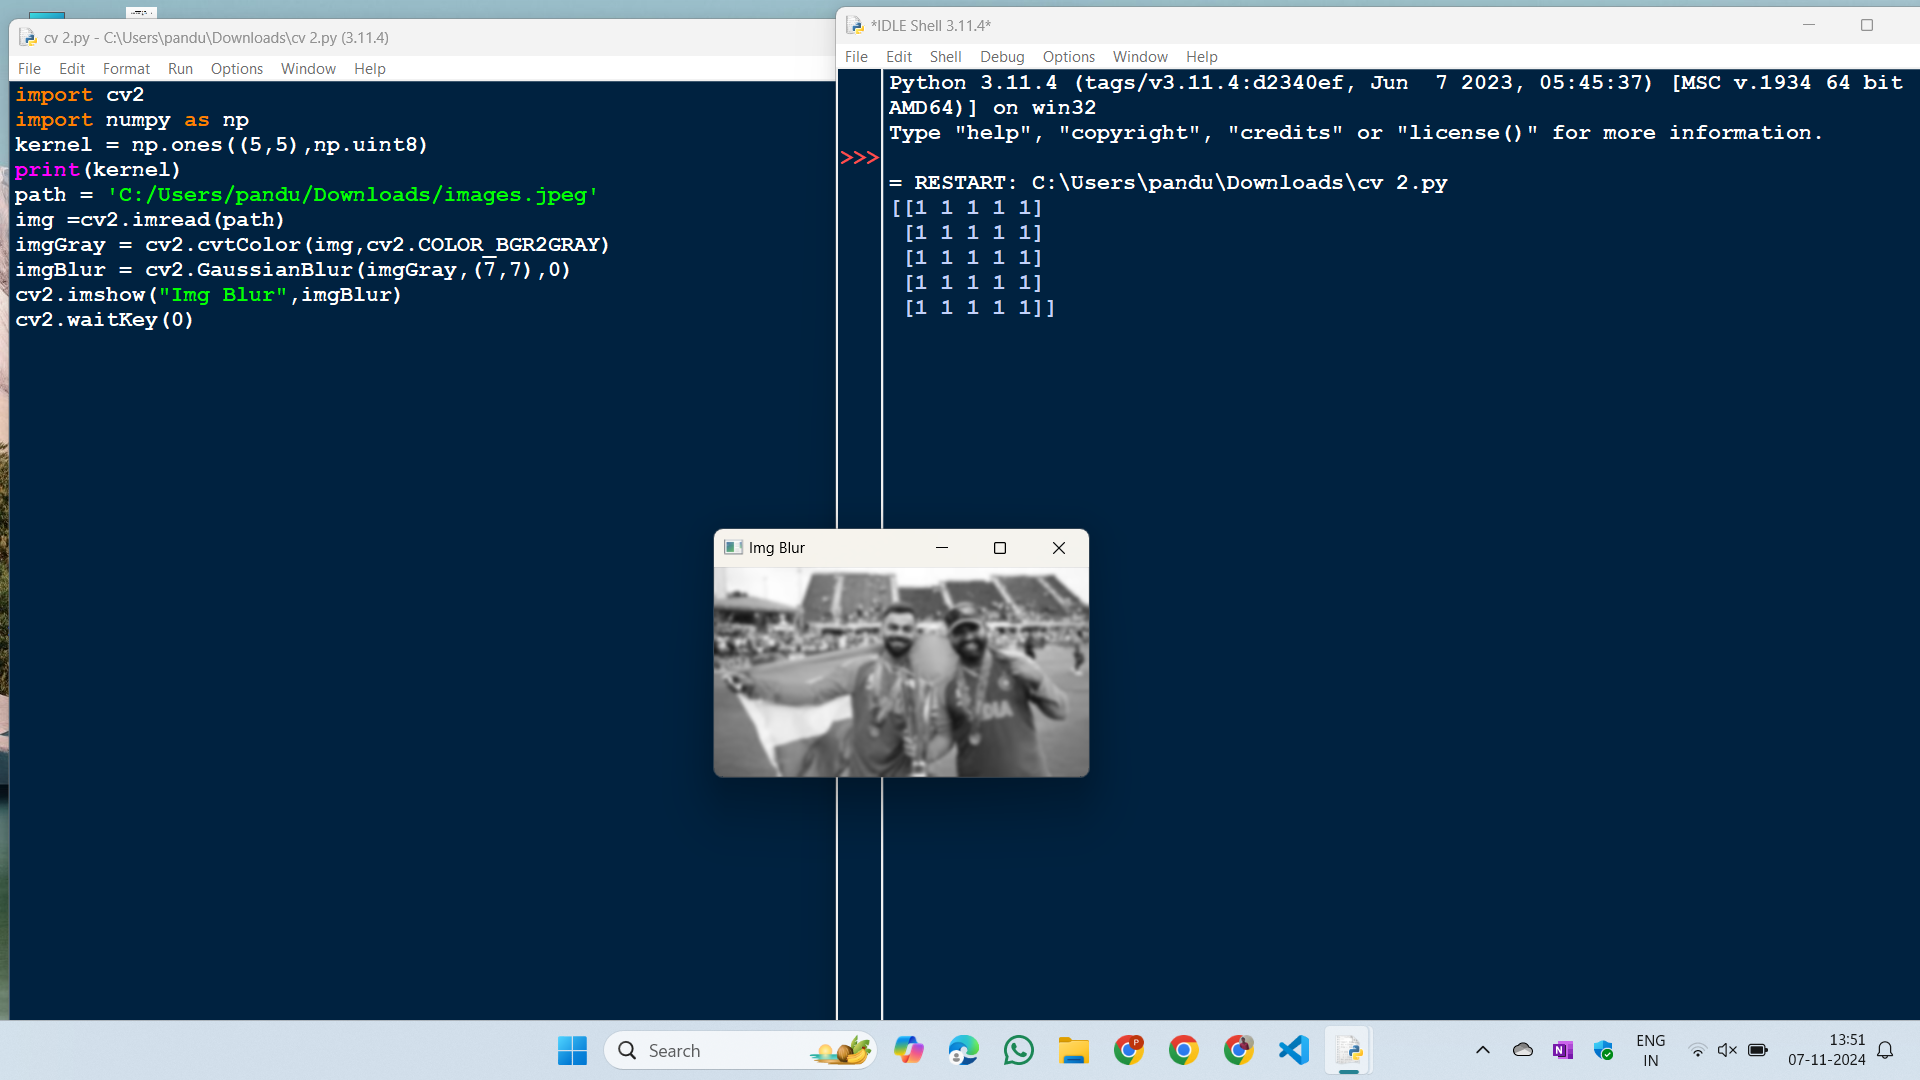 cv 2.py - C:\Users\pandu\Downloads\cv 2.py (3.11.4)
File Edit Format Run Options Window Help
import cv2
import numpy as np
kernel = np.ones((5,5),np.uint8)
print(kernel)
path = 'C:/Users/pandu/Downloads/images.jpeg'
img =cv2.imread(path)
imgGray = cv2.cvtColor(img,cv2.COLOR_BGR2GRAY)
imgBlur = cv2.GaussianBlur(imgGray,(7,7),0)
cv2.imshow("Img Blur",imgBlur)
cv2.waitKey(0)
*IDLE Shell 3.11.4*
File Edit Shell Debug Options Window Help
Python 3.11.4 (tags/v3.11.4:d2340ef, Jun  7 2023, 05:45:37) [MSC v.1934 64 bit
AMD64)] on win32
Type "help", "copyright", "credits" or "license()" for more information.
>>>
= RESTART: C:\Users\pandu\Downloads\cv 2.py
[[1 1 1 1 1]
[1 1 1 1 1]
[1 1 1 1 1]
[1 1 1 1 1]
[1 1 1 1 1]]
Img Blur
Search
P
N
ENG
IN
13:51
07-11-2024